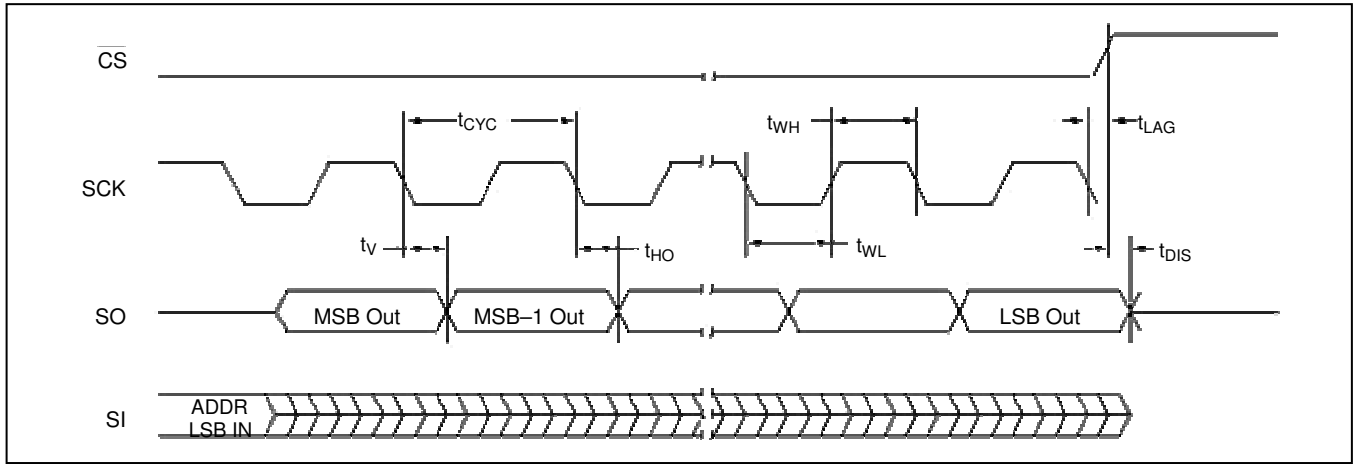 CS
tCYC
tWH
tLAG
SCK
tV
tHO
tWL
tDIS
SO
MSB Out
MSB–1 Out
LSB Out
SI
ADDR
LSB IN